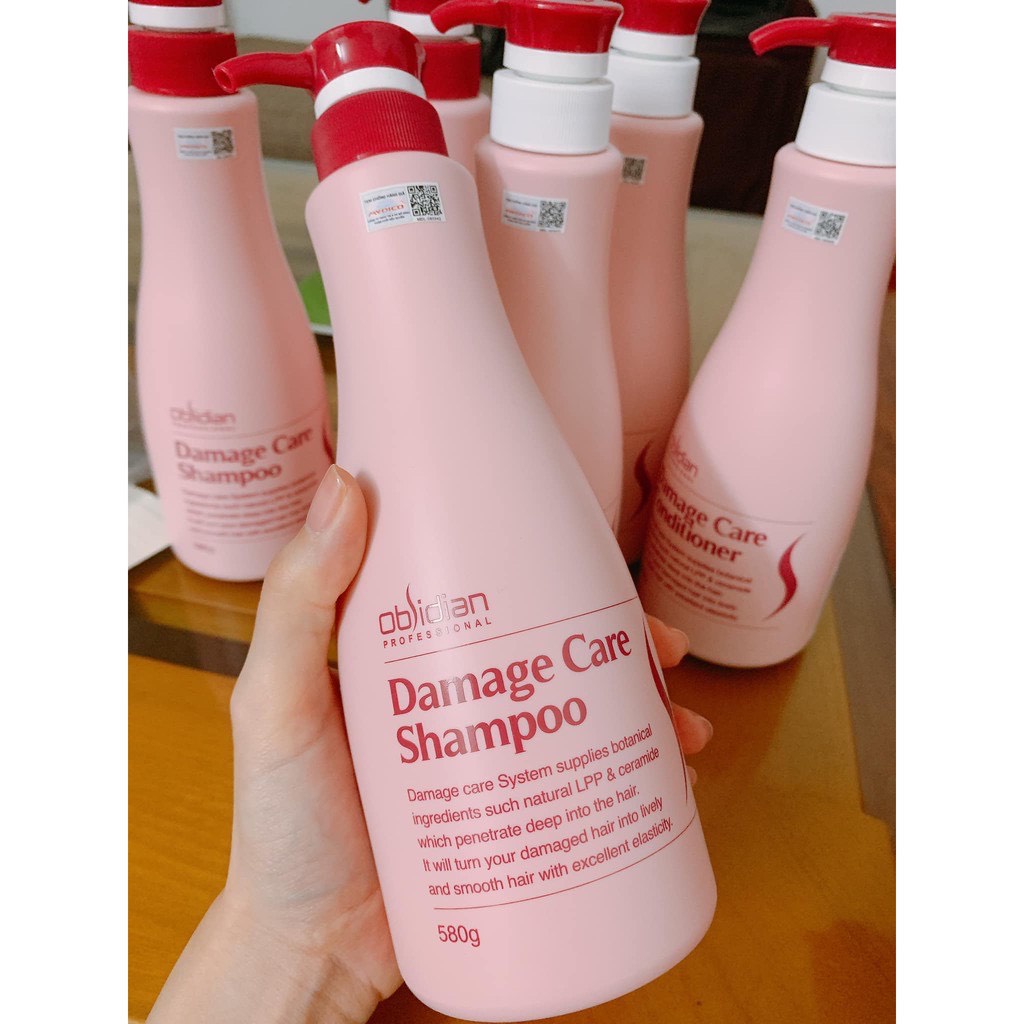 obsidian
PROFESSIONAL
Damage Care
Shampoo
Damage care System supplies botanical
ingredients such natural LPP & ceramide
which penetrate deep into the hair.
It will turn your damaged hair into lively
and smooth hair with excellent elasticity.
580g
obsidian
Damage Care
Shampoo
obsidian
Damage Care
Conditioner